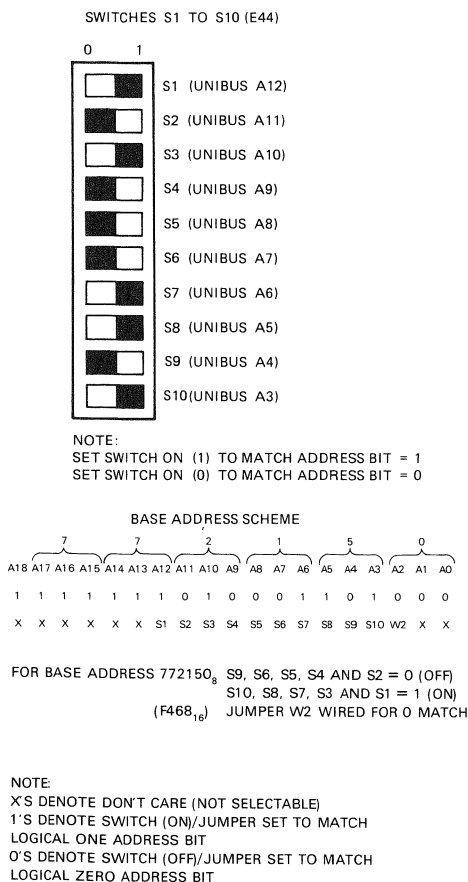 SWITCHES S1 TO S10 (E44)
0 1
S1 (UNIBUS A12)
S2 (UNIBUS A11)
S3 (UNIBUS A10)
S4 (UNIBUS A9)
S5 (UNIBUS A8)
S6 (UNIBUS A7)
S7 (UNIBUS A6)
S8 (UNIBUS A5)
S9 (UNIBUS A4)
S10(UNIBUS A3)
NOTE:
SET SWITCH ON (1) TO MATCH ADDRESS BIT = 1
SET SWITCH ON (0) TO MATCH ADDRESS BIT = 0
BASE ADDRESS SCHEME
7 7 2 1 5 0
A18 A17 A16 A15 A14 A13 A12 A11 A10 A9 A8 A7 A6 A5 A4 A3 A2 A1 A0
1 1 1 1 1 1 1 0 1 0 0 0 1 1 0 1 0 0 0
X X X X X X S1 S2 S3 S4 S5 S6 S7 S8 S9 S10 W2 X X
FOR BASE ADDRESS 772150₈ S9, S6, S5, S4 AND S2 = 0 (OFF)
S10, S8, S7, S3 AND S1 = 1 (ON)
(F468₁₆) JUMPER W2 WIRED FOR 0 MATCH
NOTE:
X'S DENOTE DON'T CARE (NOT SELECTABLE)
1'S DENOTE SWITCH (ON)/JUMPER SET TO MATCH
LOGICAL ONE ADDRESS BIT
0'S DENOTE SWITCH (OFF)/JUMPER SET TO MATCH
LOGICAL ZERO ADDRESS BIT